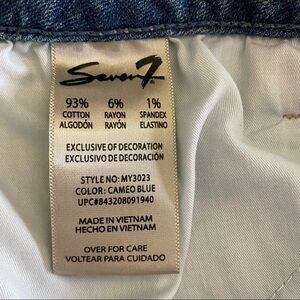 Seven7
93% 6% 1%
COTTON RAYON SPANDEX
ALGODÓN RAYÓN ELASTINO
EXCLUSIVE OF DECORATION
EXCLUSIVO DE DECORACIÓN
STYLE NO: MY3023
COLOR: CAMEO BLUE
UPC#843208091940
MADE IN VIETNAM
HECHO EN VIETNAM
OVER FOR CARE
VOLTEAR PARA CUIDADO